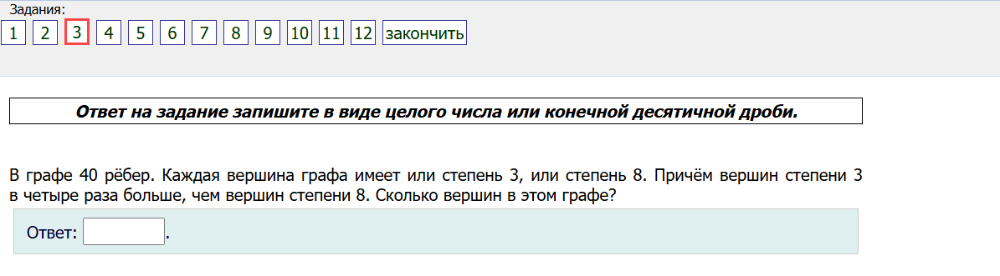 Задания:
1 2 3 4 5 6 7 8 9 10 11 12 закончить
Ответ на задание запишите в виде целого числа или конечной десятичной дроби.
В графе 40 рёбер. Каждая вершина графа имеет или степень 3, или степень 8. Причём вершин степени 3
в четыре раза больше, чем вершин степени 8. Сколько вершин в этом графе?
Ответ: .